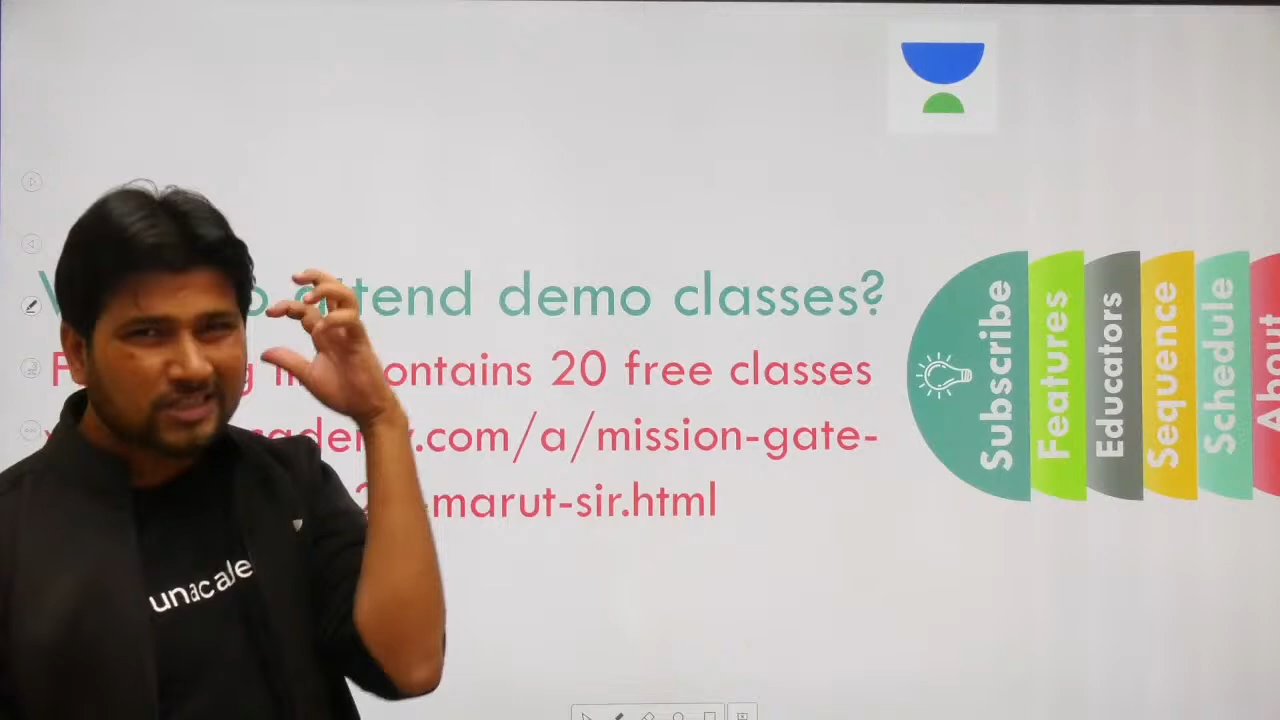 attend demo classes?
20 free classes
.com/a/mission-gate-
marut-sir.html
Subscribe
Features
Educators
Sequence
Schedule
About
unacade